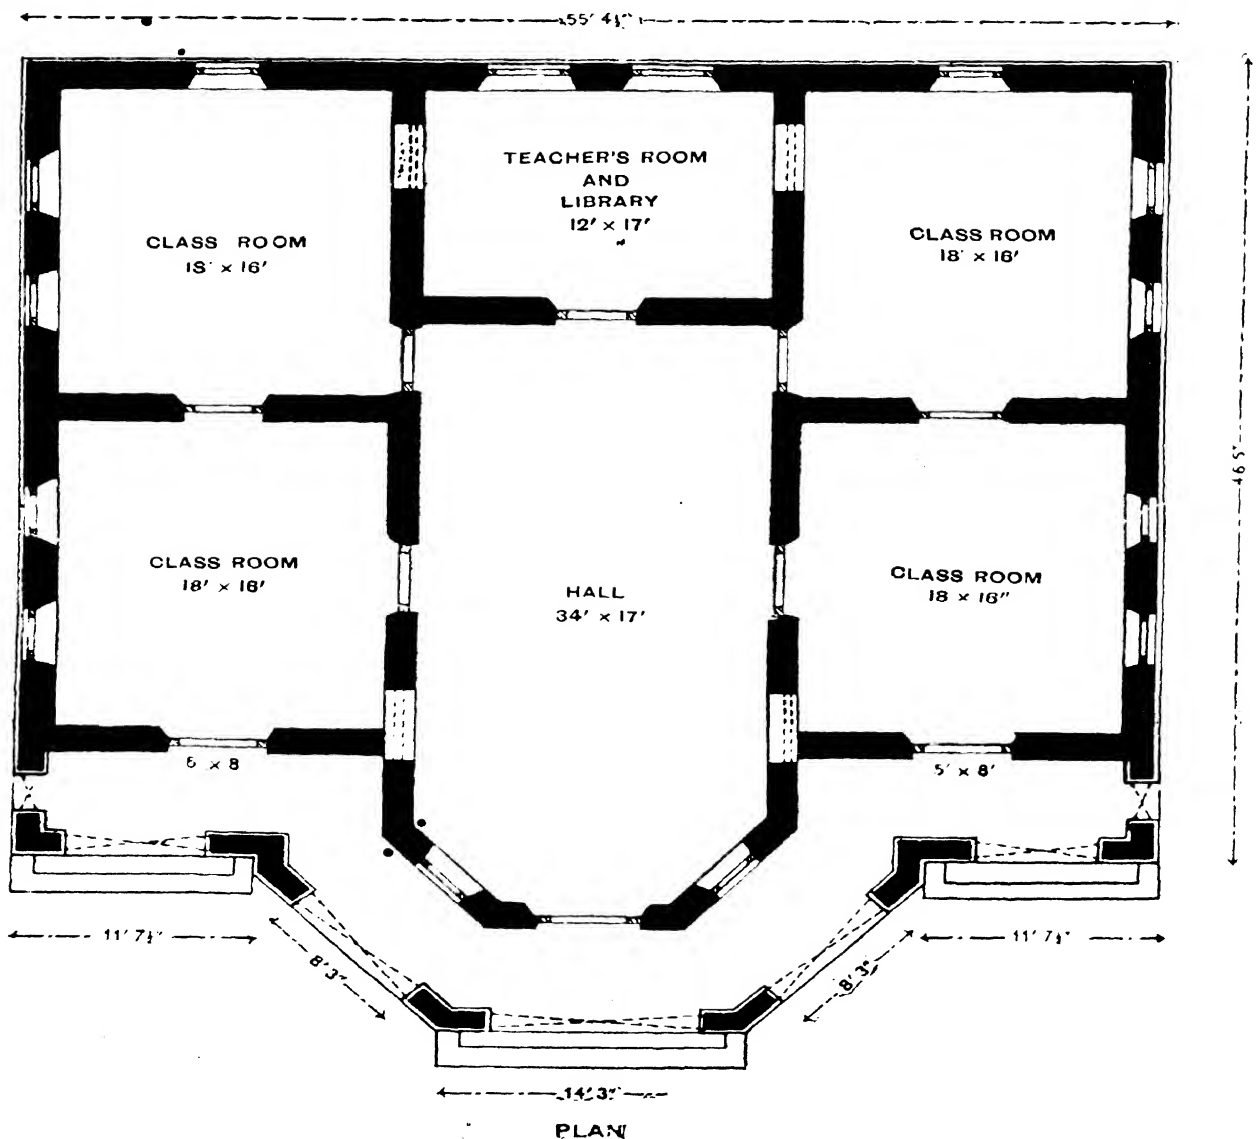 55' 4½"
TEACHER'S ROOM
AND
LIBRARY
12' × 17'
CLASS ROOM
18' × 16'
CLASS ROOM
18' × 16'
46' 5"
CLASS ROOM
18' × 16'
HALL
34' × 17'
CLASS ROOM
18 × 16"
5' × 8'
11' 7½"
8' 3"
8' 3"
11' 7½"
14' 3"
PLAN